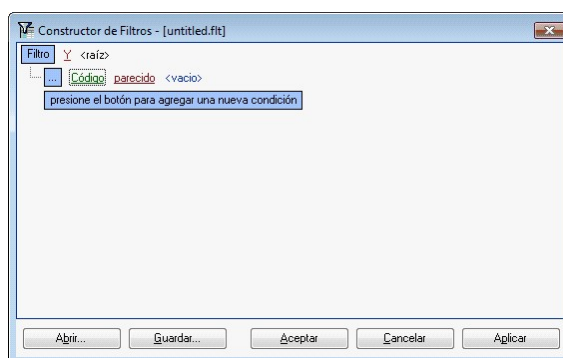 Constructor de Filtros - [untitled.flt]
Filtro Y <raíz>
... Código parecido <vacio>
presione el botón para agregar una nueva condición
Abrir... Guardar... Aceptar Cancelar Aplicar